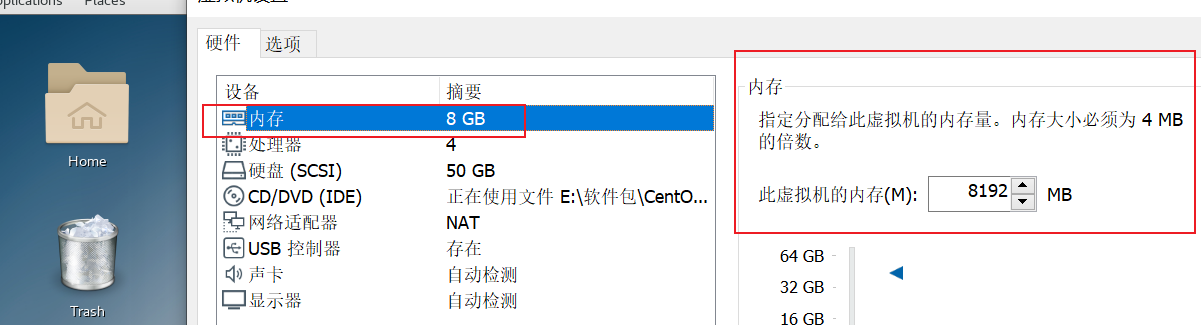 Places
Home
Trash
硬件
选项
设备
摘要
内存
8 GB
处理器
4
硬盘 (SCSI)
50 GB
CD/DVD (IDE)
正在使用文件 E:\软件包\CentO...
网络适配器
NAT
USB 控制器
存在
声卡
自动检测
显示器
自动检测
内存
指定分配给此虚拟机的内存量。内存大小必须为 4 MB
的倍数。
此虚拟机的内存(M):
8192
MB
64 GB
32 GB
16 GB